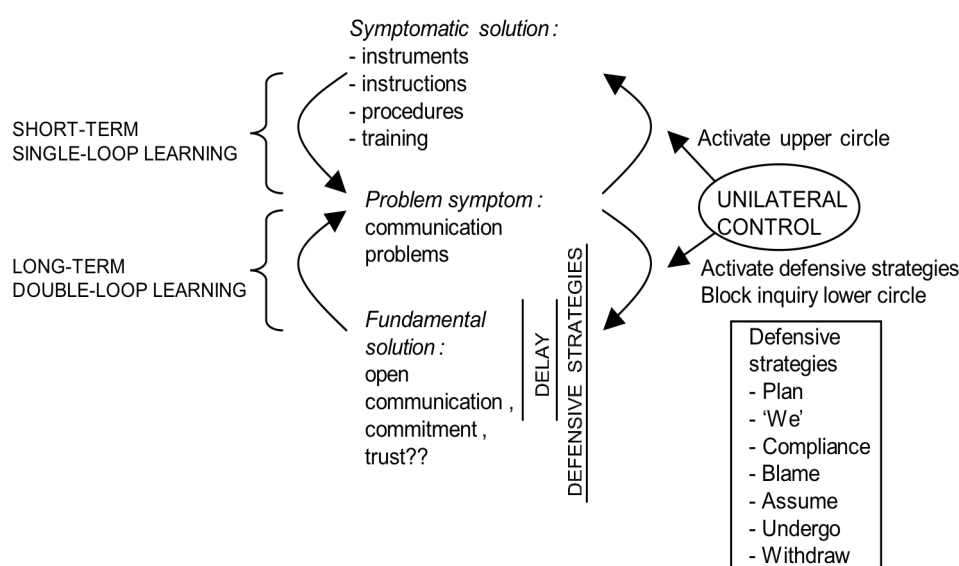 Symptomatic solution :
- instruments
- instructions
- procedures
- training
SHORT-TERM
SINGLE-LOOP LEARNING
Problem symptom :
communication
problems
LONG-TERM
DOUBLE-LOOP LEARNING
Fundamental
solution :
open
communication ,
commitment ,
trust??
DELAY
DEFENSIVE STRATEGIES
Activate upper circle
UNILATERAL
CONTROL
Activate defensive strategies
Block inquiry lower circle
Defensive
strategies
- Plan
- ‘We’
- Compliance
- Blame
- Assume
- Undergo
- Withdraw